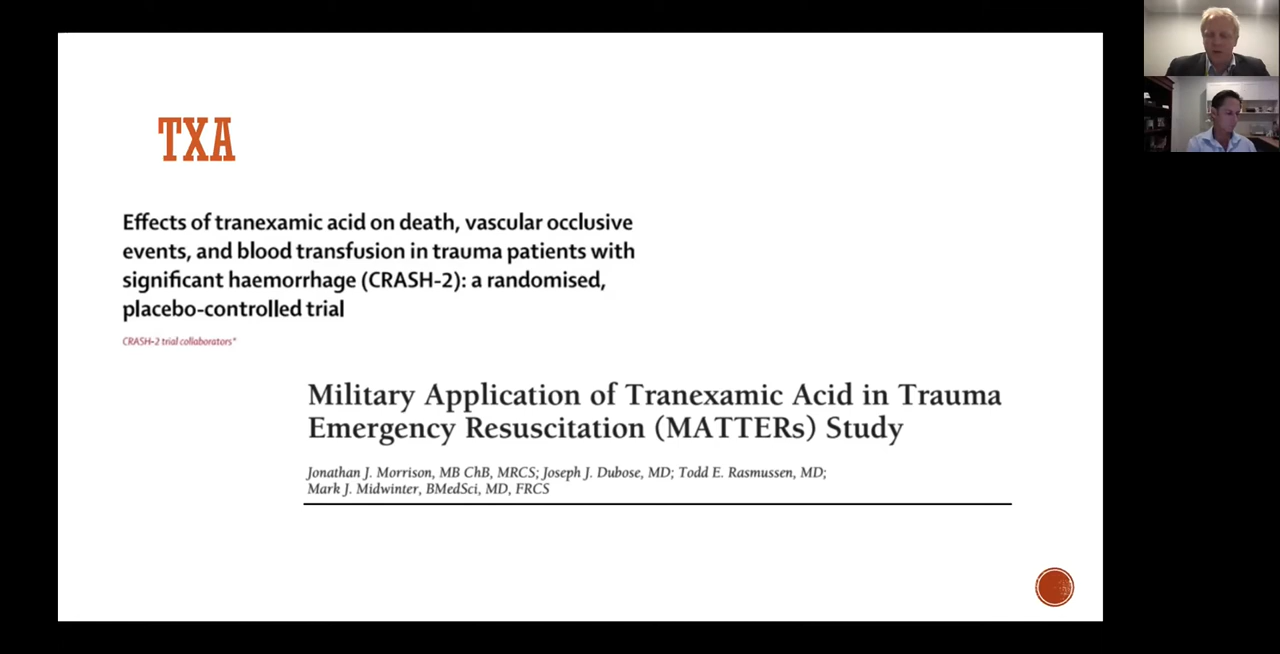 TXA
Effects of tranexamic acid on death, vascular occlusive
events, and blood transfusion in trauma patients with
significant haemorrhage (CRASH-2): a randomised,
placebo-controlled trial
CRASH-2 trial collaborators*
Military Application of Tranexamic Acid in Trauma
Emergency Resuscitation (MATTERs) Study
Jonathan J. Morrison, MB ChB, MRCS; Joseph J. Dubose, MD; Todd E. Rasmussen, MD;
Mark J. Midwinter, BMedSci, MD, FRCS